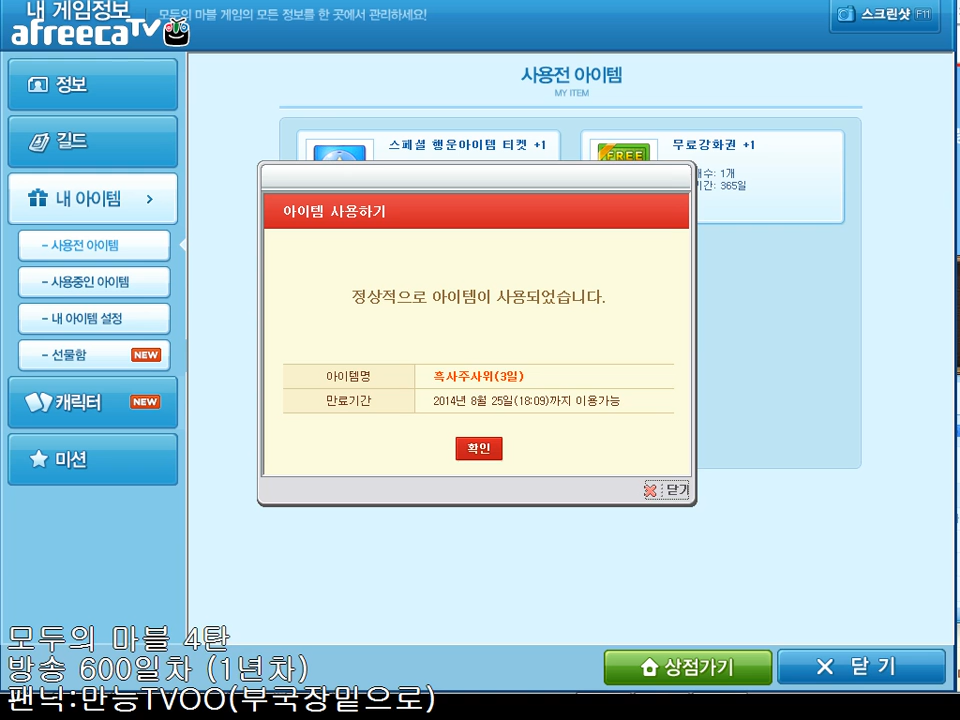 내 게임정보
모두의 마블 게임의 모든 정보를 한 곳에서 관리하세요!
스크린샷 F11
afreecaTV
정보
길드
내 아이템
- 사용전 아이템
- 사용중인 아이템
- 내 아이템 설정
- 선물함 NEW
캐릭터 NEW
미션
사용전 아이템
MY ITEM
스페셜 행운아이템 티켓 +1
FREE
무료강화권 +1
개수: 1개
기간: 365일
아이템 사용하기
정상적으로 아이템이 사용되었습니다.
아이템명 흑사주사위(3일)
만료기간 2014년 8월 25일(18:09)까지 이용가능
확인
닫기
모두의 마블 4탄
방송 600일차 (1년차)
팬닉:만능TVOO(부국장밑으로)
상점가기
닫 기